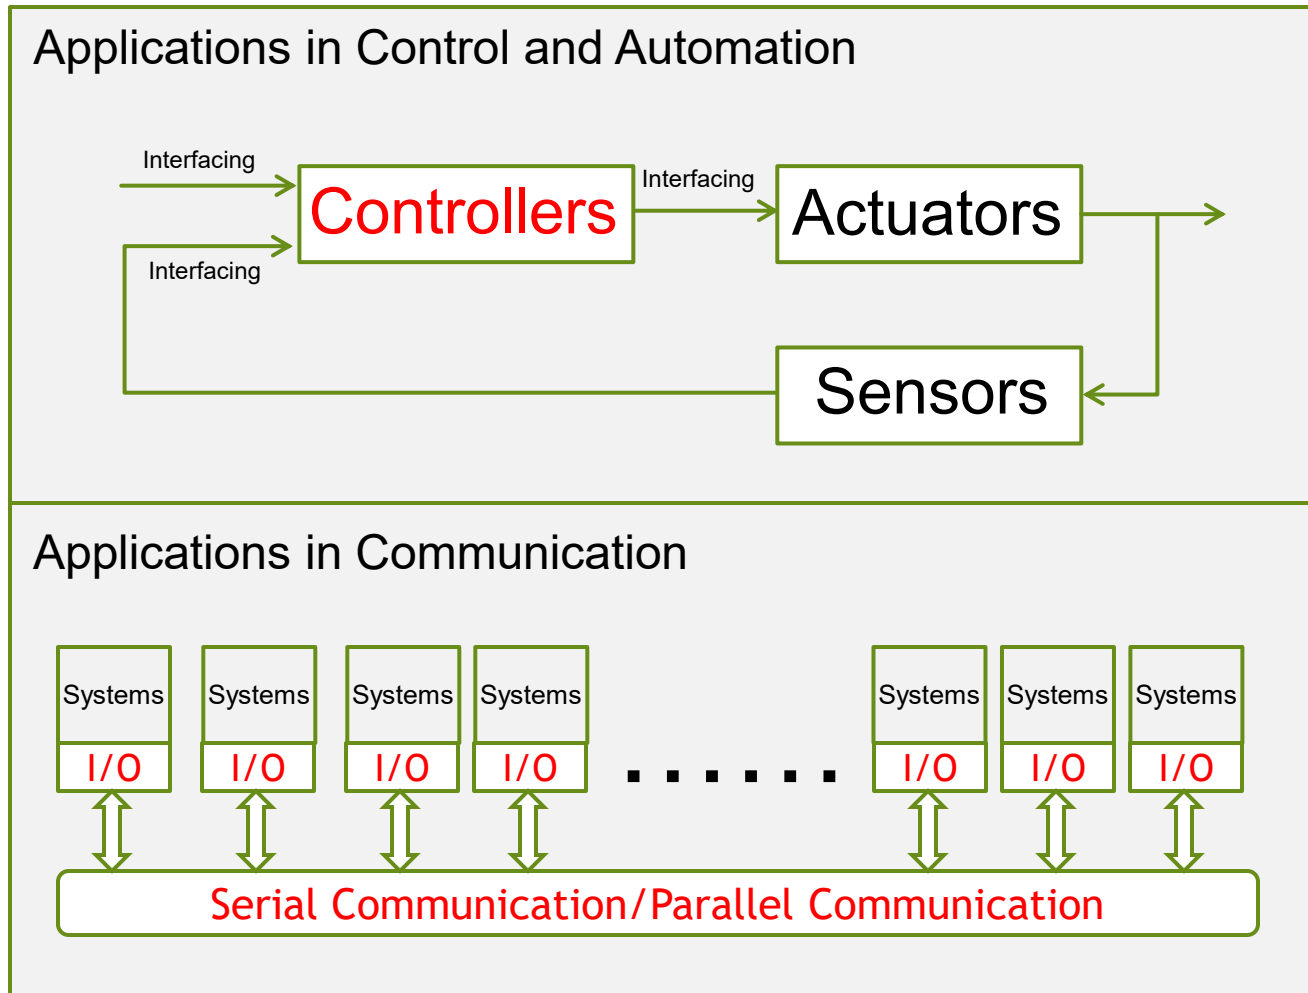 Applications in Control and Automation
Interfacing
Interfacing
Controllers
Actuators
Interfacing
Sensors
Applications in Communication
Systems Systems Systems Systems Systems Systems Systems
I/O I/O I/O I/O ...... I/O I/O I/O
Serial Communication/Parallel Communication